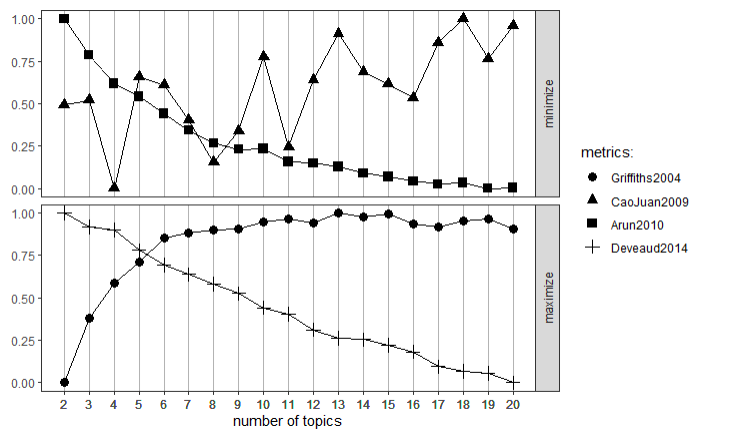 1.00
0.75
0.50
0.25
0.00
minimize
1.00
0.75
0.50
0.25
0.00
maximize
2 3 4 5 6 7 8 9 10 11 12 13 14 15 16 17 18 19 20
number of topics
metrics:
Griffiths2004
CaoJuan2009
Arun2010
Deveaud2014